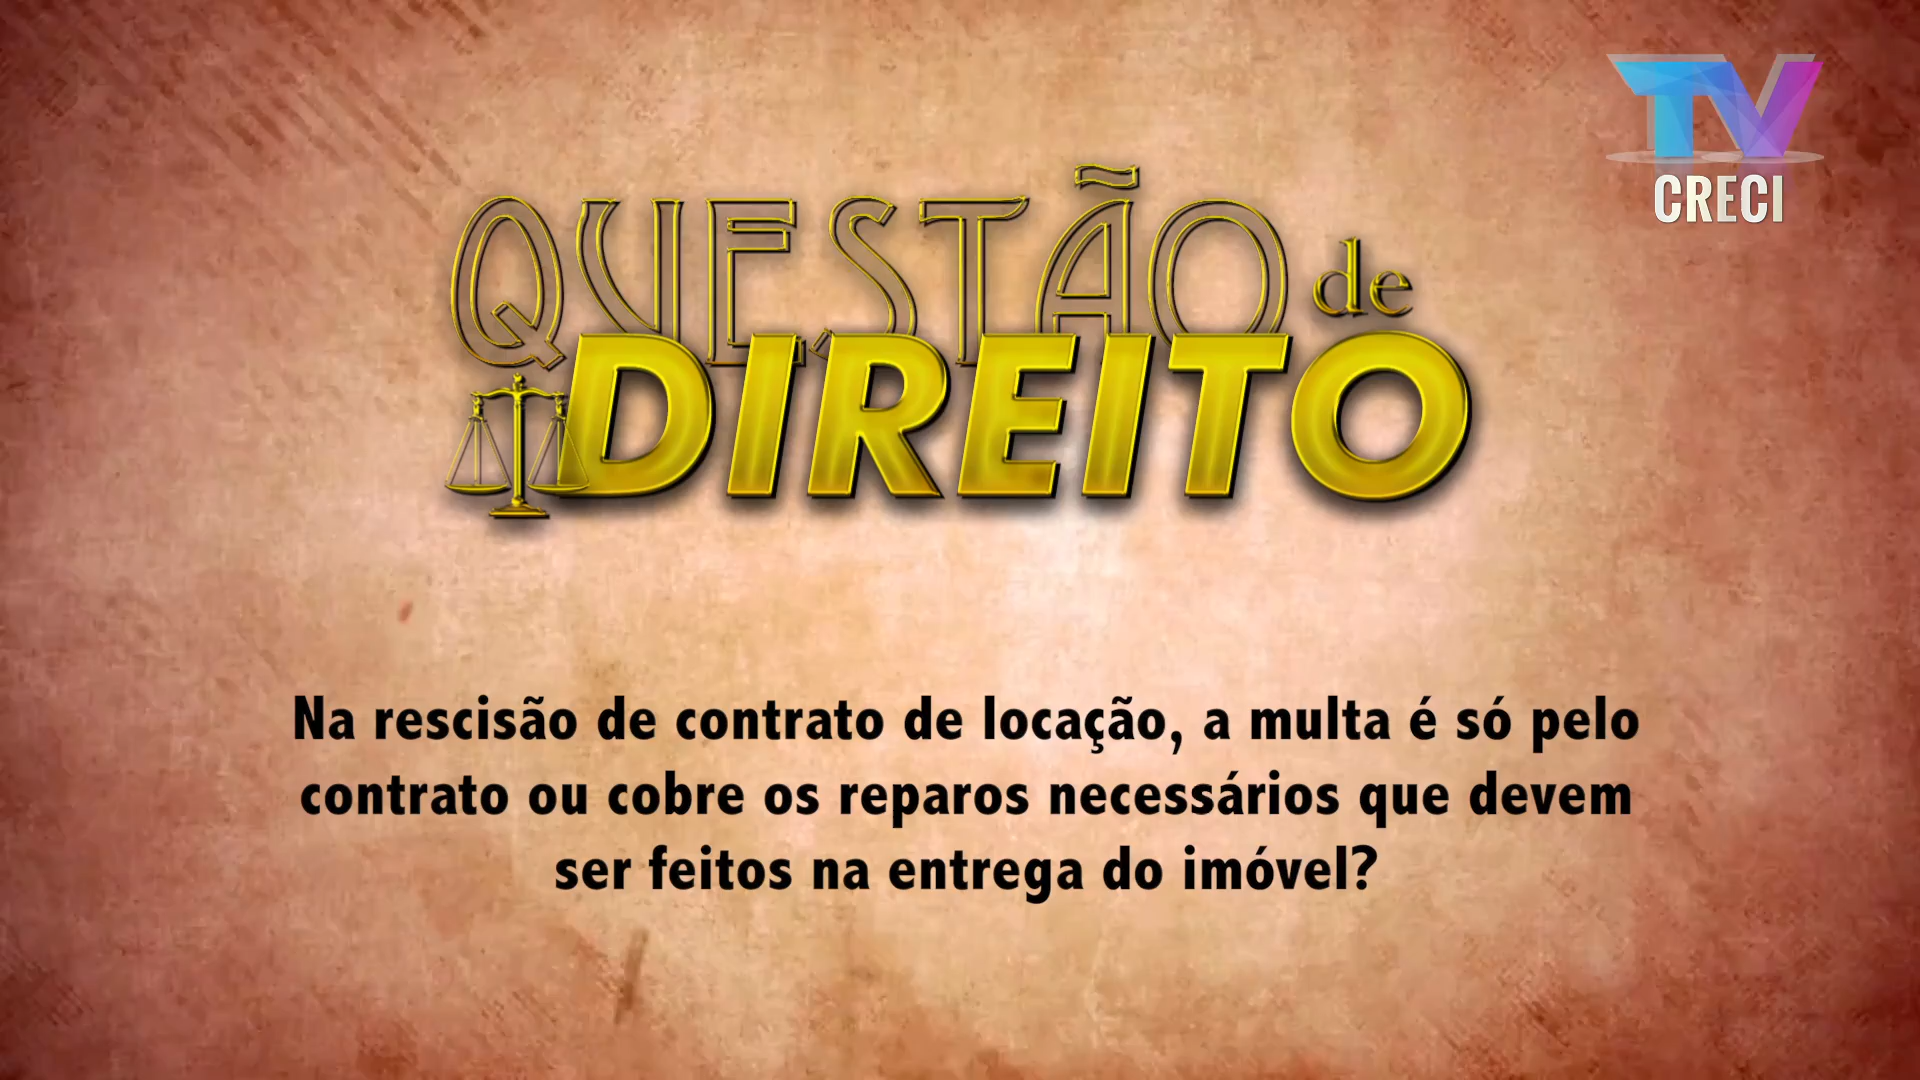 TV
CRECI
QUESTÃO de
DIREITO
Na rescisão de contrato de locação, a multa é só pelo
contrato ou cobre os reparos necessários que devem
ser feitos na entrega do imóvel?